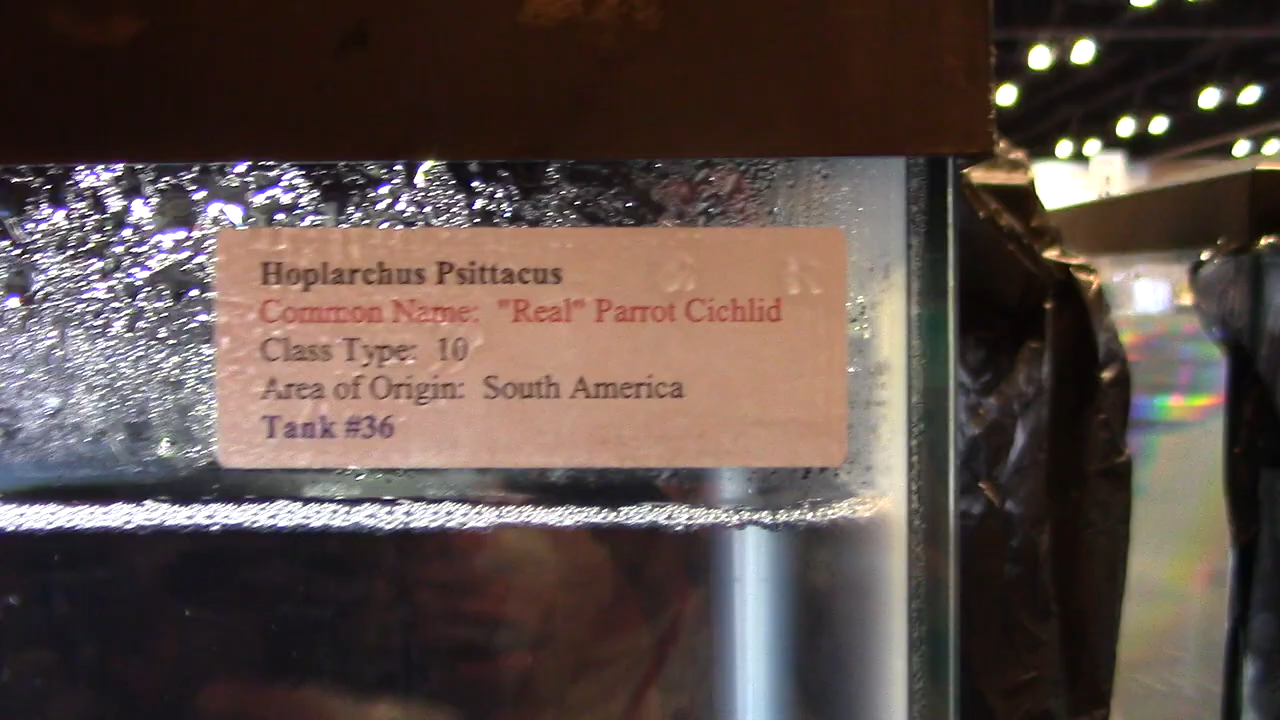 Hoplarchus Psittacus
Common Name: "Real" Parrot Cichlid
Class Type: 10
Area of Origin: South America
Tank #36